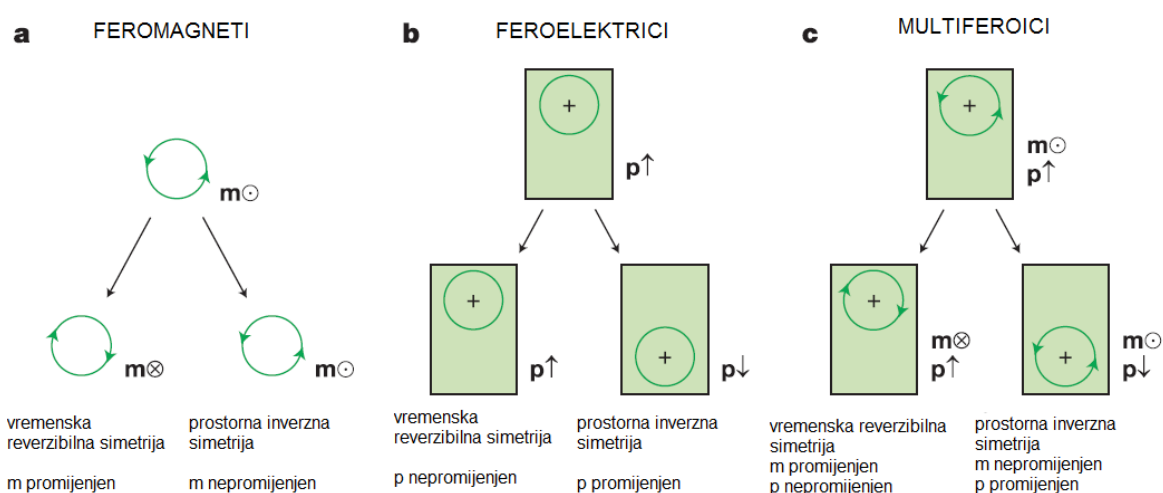 a FEROMAGNETI
m⊙
m⊗
m⊙
vremenska
reverzibilna simetrija
m promijenjen
prostorna inverzna
simetrija
m nepromijenjen
b FEROELEKTRICI
+
p↑
+
p↑
+
p↓
vremenska
reverzibilna simetrija
p nepromijenjen
prostorna inverzna
simetrija
p promijenjen
c MULTIFEROICI
+
m⊙
p↑
+
m⊗
p↑
+
m⊙
p↓
vremenska reverzibilna
simetrija
m promijenjen
p nepromijenjen
prostorna inverzna
simetrija
m nepromijenjen
p promijenjen